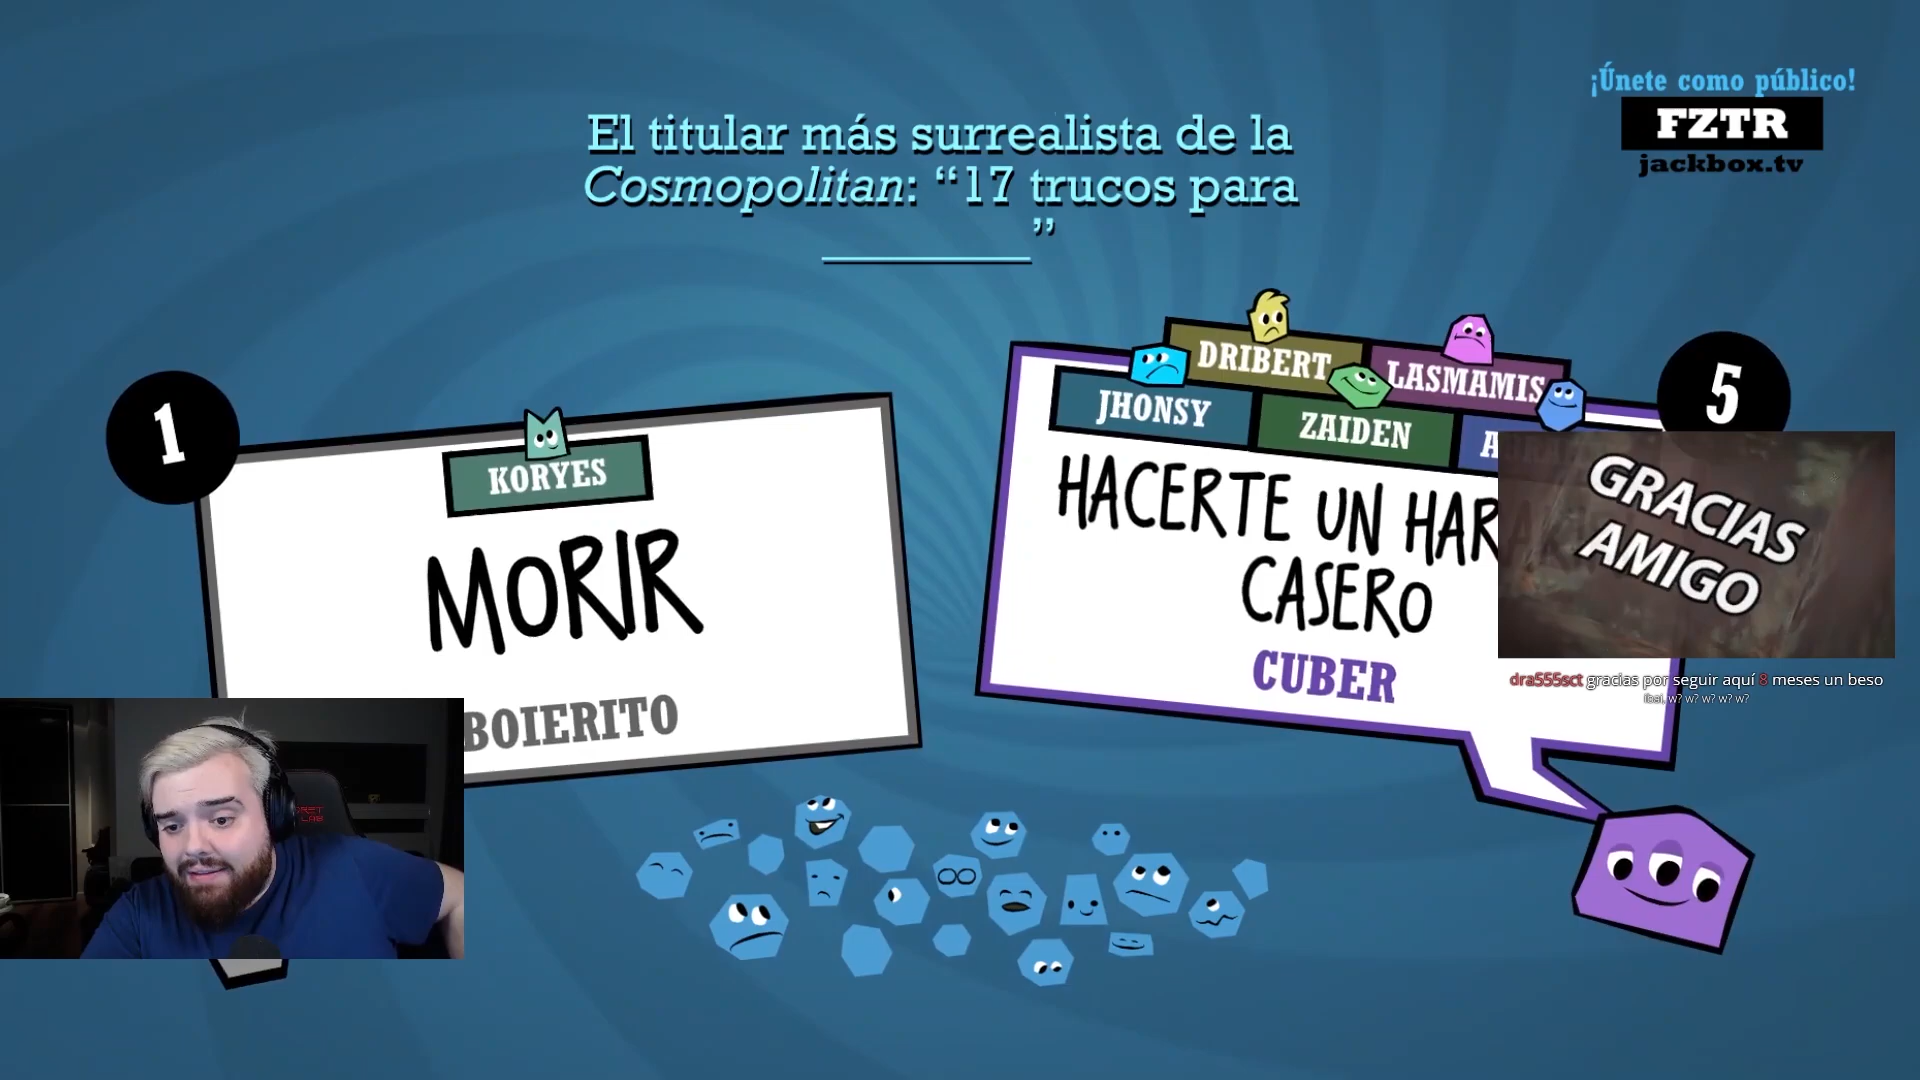 ¡Únete como público!
FZTR
jackbox.tv
El titular más surrealista de la
Cosmopolitan: “17 trucos para
________”
1
KORYES
MORIR
BOIERITO
DRIBERT
LASMAMIS
JHONSY
ZAIDEN
A
5
HACERTE UN HAR
CASERO
CUBER
GRACIAS
AMIGO
dra555sct gracias por seguir aquí 8 meses un beso
ibai, w? w? w? w? w?